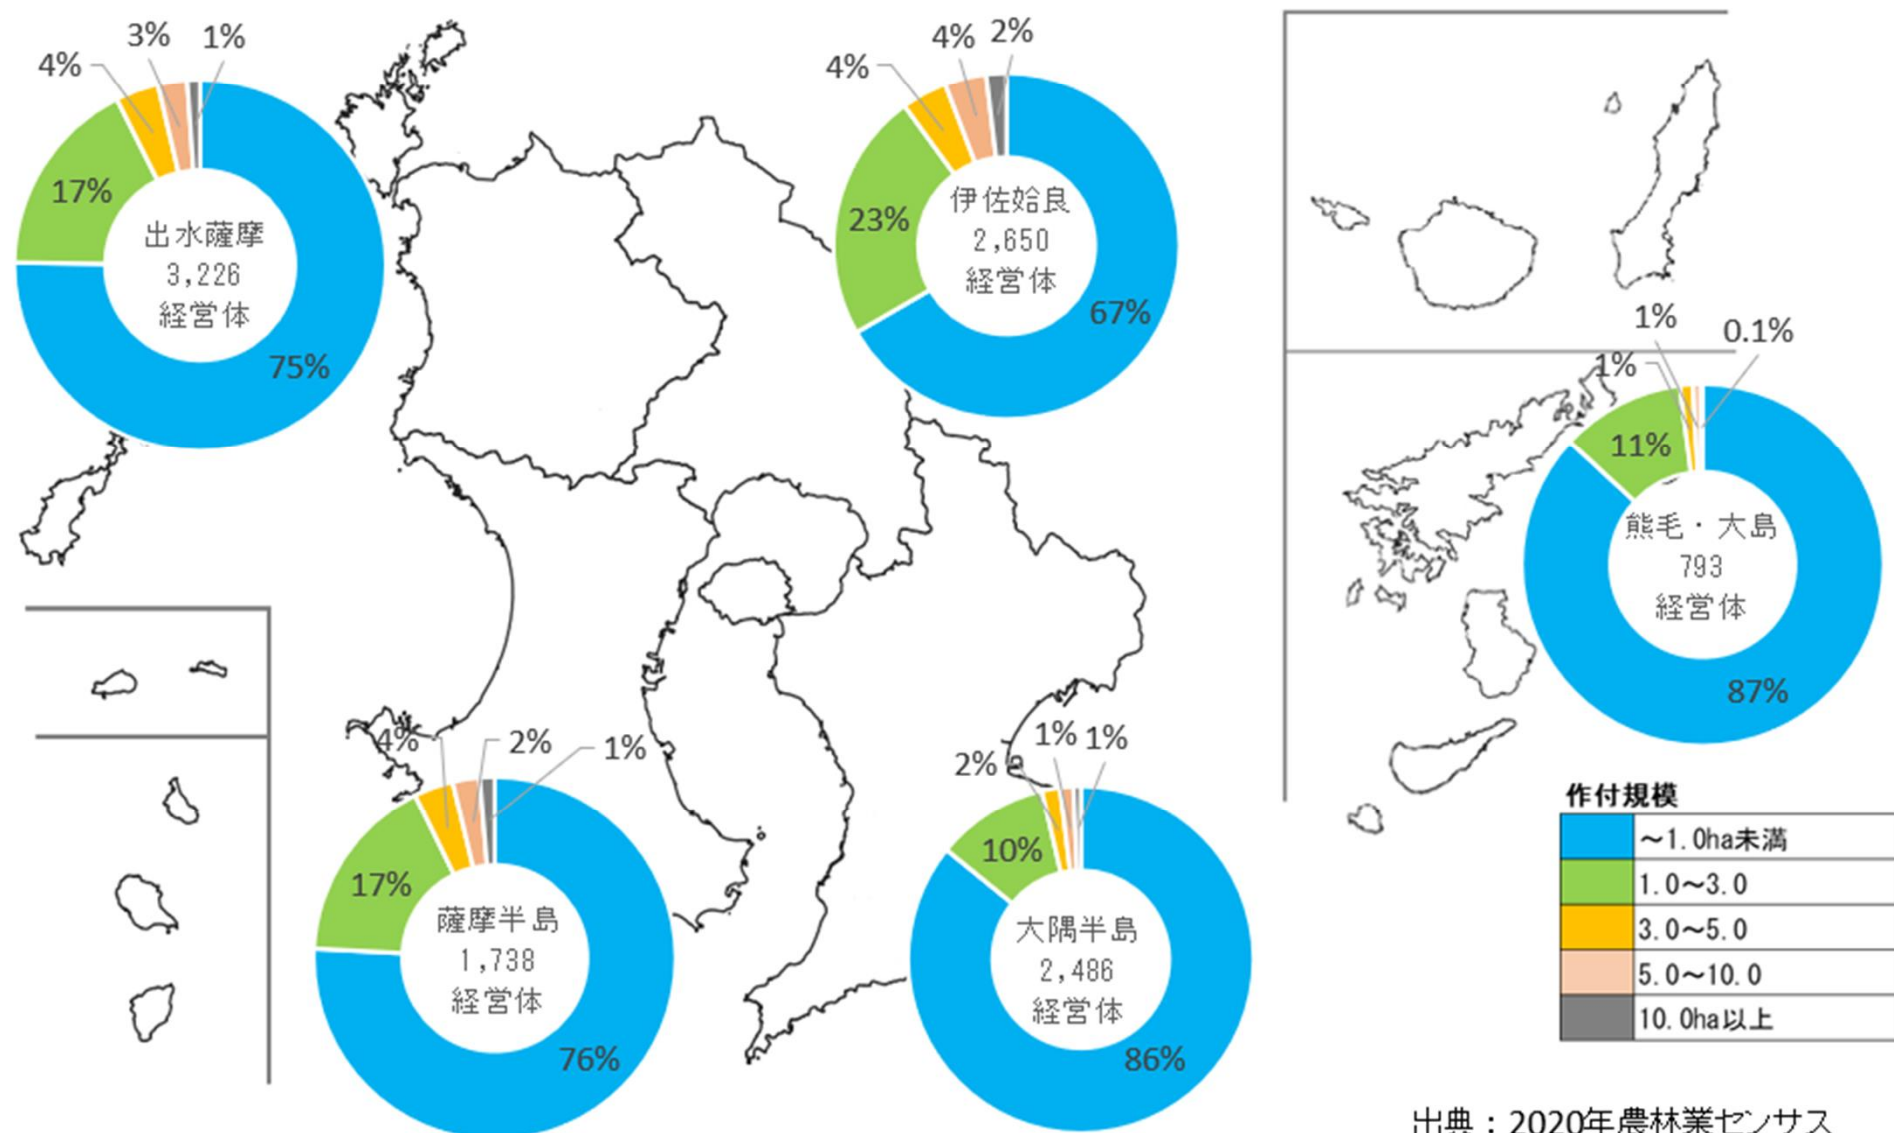 4%
3%
1%
17%
出水薩摩
3,226
経営体
75%
4%
4%
2%
23%
伊佐姶良
2,650
経営体
67%
1%
1%
0.1%
11%
熊毛・大島
793
経営体
87%
4%
2%
1%
17%
薩摩半島
1,738
経営体
76%
2%
1%
1%
10%
大隅半島
2,486
経営体
86%
作付規模
～1.0ha未満
1.0～3.0
3.0～5.0
5.0～10.0
10.0ha以上
出典：2020年農林業センサス